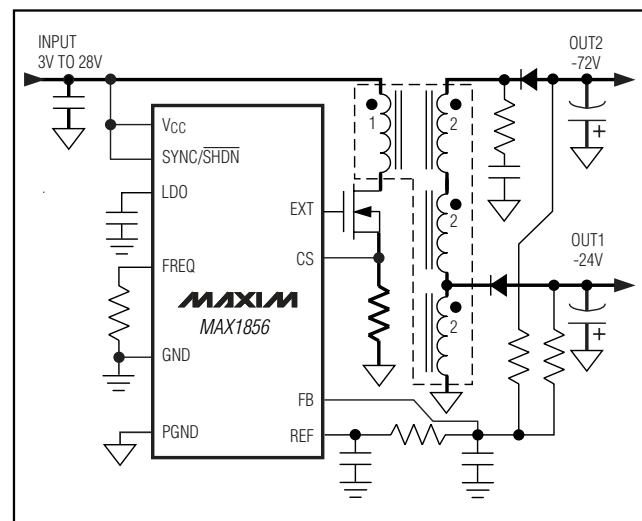 INPUT
3V TO 28V
OUT2
-72V
VCC
SYNC/SHDN
LDO
EXT
1
2
2
FREQ
CS
OUT1
-24V
MAXIM
MAX1856
2
GND
FB
REF
PGND
+
+